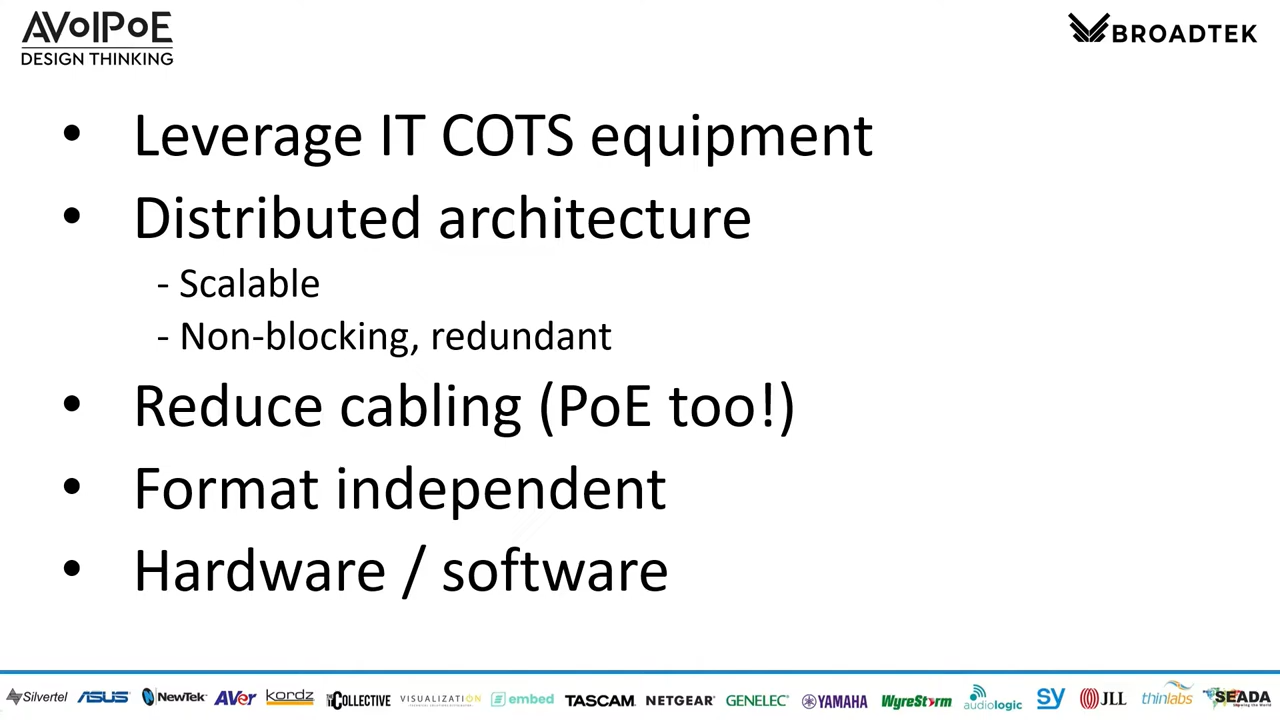 AVoIPoE
DESIGN THINKING
BROADTEK
• Leverage IT COTS equipment
• Distributed architecture
- Scalable
- Non-blocking, redundant
• Reduce cabling (PoE too!)
• Format independent
• Hardware / software
Silvertel ASUS NewTek AVer kordz COLLECTIVE VISUALIZATION embed TASCAM NETGEAR GENELEC YAMAHA WyreStorm audiologic sy JLL thinlabs SEADA